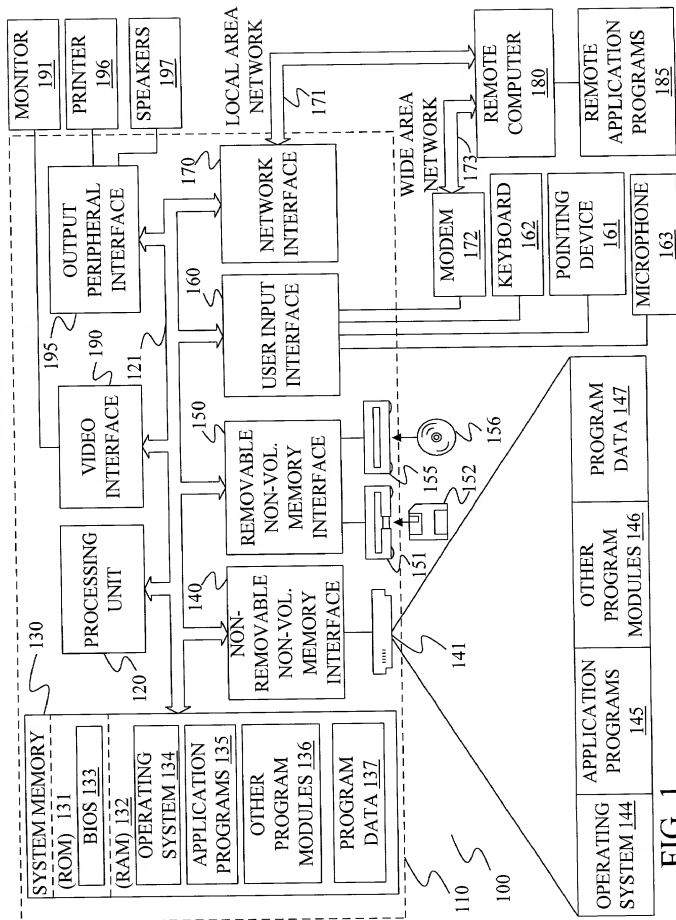 SYSTEM MEMORY
130
(ROM) 131
BIOS 133
(RAM) 132
OPERATING
SYSTEM 134
APPLICATION
PROGRAMS 135
OTHER
PROGRAM
MODULES 136
PROGRAM
DATA 137
PROCESSING
UNIT
120
VIDEO
INTERFACE
190
121
OUTPUT
PERIPHERAL
INTERFACE
195
MONITOR
191
PRINTER
196
SPEAKERS
197
NON-
REMOVABLE
NON-VOL.
MEMORY
INTERFACE
140
REMOVABLE
NON-VOL.
MEMORY
INTERFACE
150
USER INPUT
INTERFACE
160
NETWORK
INTERFACE
170
LOCAL AREA
NETWORK
171
141
151
152
155
156
110
100
WIDE AREA
NETWORK
173
MODEM
172
KEYBOARD
162
POINTING
DEVICE
161
MICROPHONE
163
REMOTE
COMPUTER
180
REMOTE
APPLICATION
PROGRAMS
185
OPERATING
SYSTEM 144
APPLICATION
PROGRAMS
145
OTHER
PROGRAM
MODULES 146
PROGRAM
DATA 147
FIG. 1